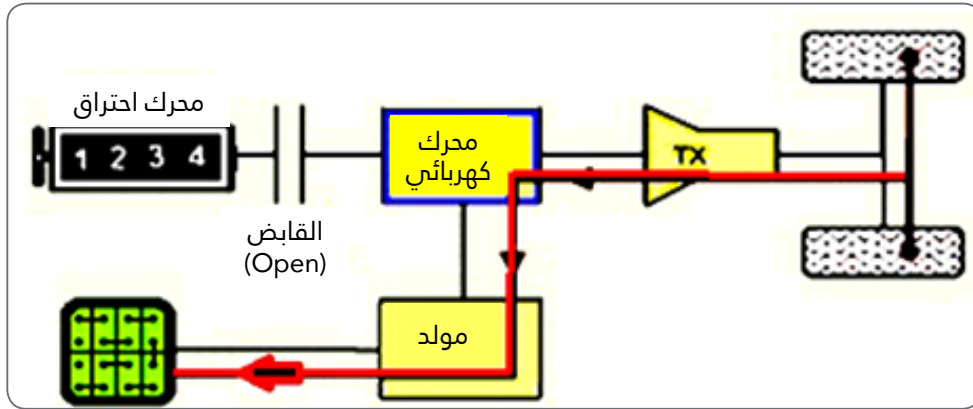 محرك احتراق
1 2 3 4
القابض
(Open)
محرك
كهربائي
TX
مولد